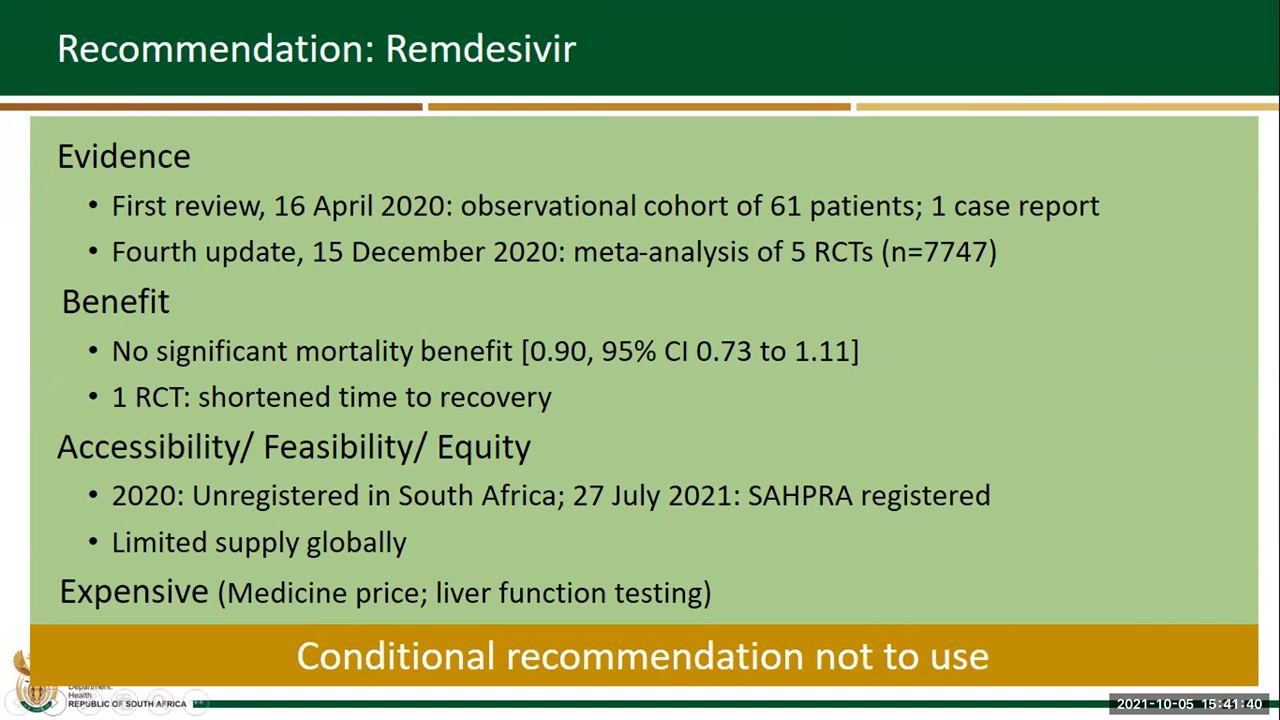 Recommendation: Remdesivir
Evidence
• First review, 16 April 2020: observational cohort of 61 patients; 1 case report
• Fourth update, 15 December 2020: meta-analysis of 5 RCTs (n=7747)
Benefit
• No significant mortality benefit [0.90, 95% CI 0.73 to 1.11]
• 1 RCT: shortened time to recovery
Accessibility/ Feasibility/ Equity
• 2020: Unregistered in South Africa; 27 July 2021: SAHPRA registered
• Limited supply globally
Expensive (Medicine price; liver function testing)
Conditional recommendation not to use
Department:
Health
REPUBLIC OF SOUTH AFRICA
2021-10-05 15:41:40